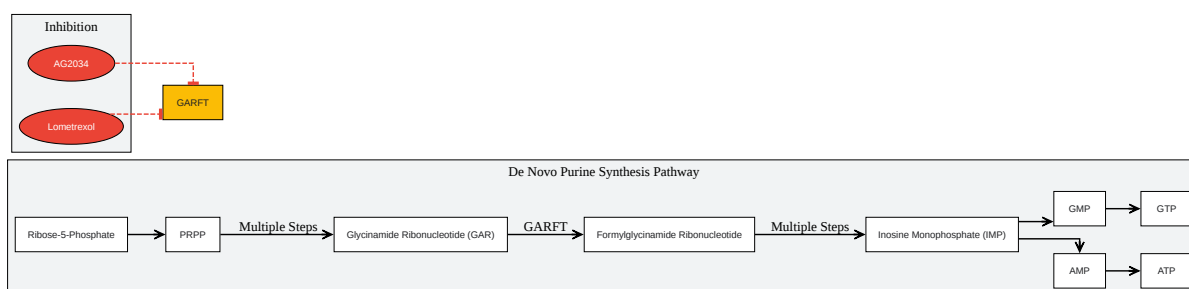 Inhibition
AG2034
GARFT
Lometrexol
De Novo Purine Synthesis Pathway
Ribose-5-Phosphate
PRPP
Multiple Steps
Glycinamide Ribonucleotide (GAR)
GARFT
Formylglycinamide Ribonucleotide
Multiple Steps
Inosine Monophosphate (IMP)
GMP
GTP
AMP
ATP